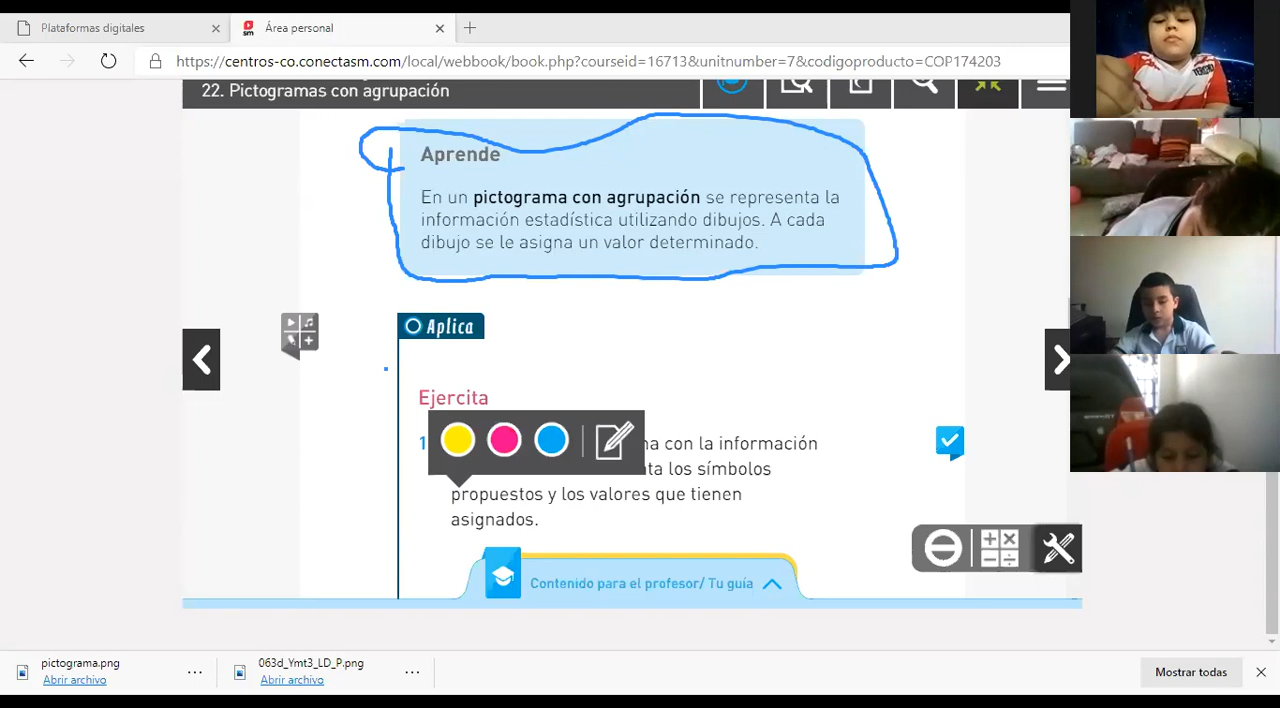 Plataformas digitales
sm
Área personal
https://centros-co.conectasm.com/local/webbook/book.php?courseid=16713&unitnumber=7&codigoproducto=COP174203
22. Pictogramas con agrupación
Aprende
En un pictograma con agrupación se representa la
información estadística utilizando dibujos. A cada
dibujo se le asigna un valor determinado.
Aplica
Ejercita
1 con la información
los símbolos
propuestos y los valores que tienen
asignados.
Contenido para el profesor/ Tu guía
pictograma.png
Abrir archivo
063d_Ymt3_LD_P.png
Abrir archivo
Mostrar todas